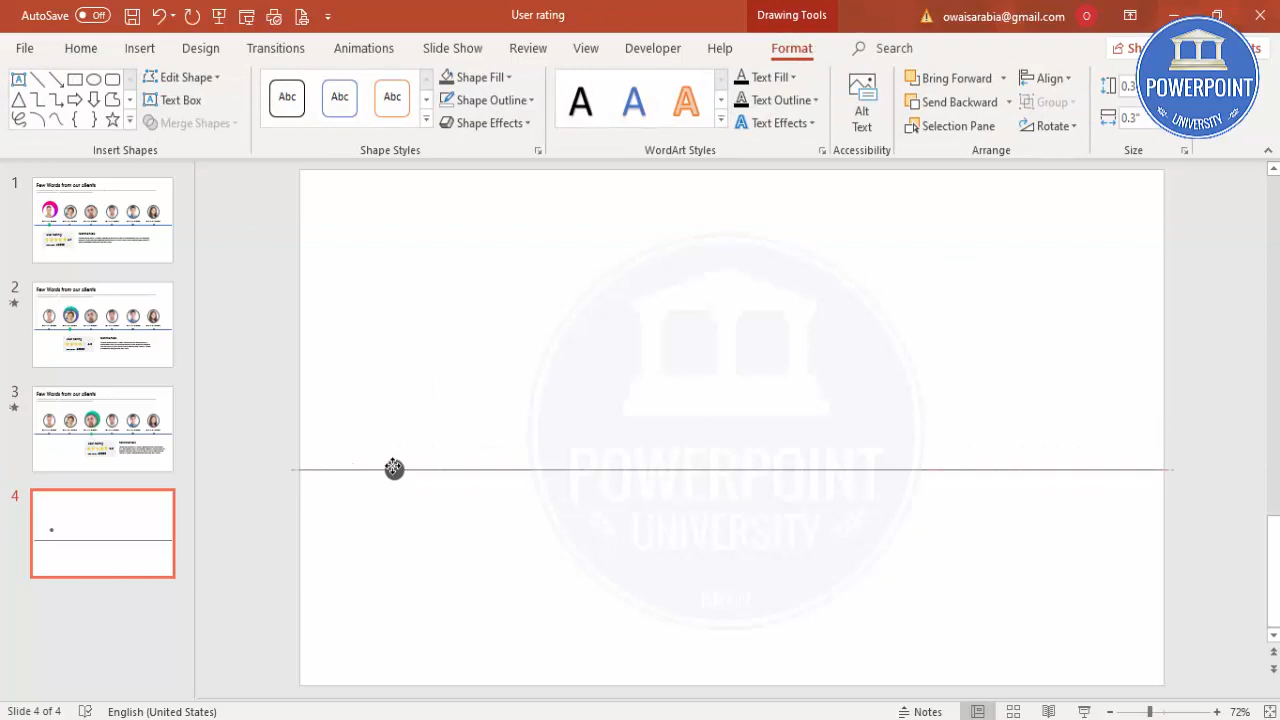 AutoSave Off User rating Drawing Tools owaisarabia@gmail.com O
File Home Insert Design Transitions Animations Slide Show Review View Developer Help Format Search
Edit Shape Text Box Merge Shapes
Insert Shapes
Abc Abc Abc
Shape Fill
Shape Outline
Shape Effects
Shape Styles
A A A
Text Fill
Text Outline
Text Effects
WordArt Styles
Alt
Text
Accessibility
Bring Forward Align
Send Backward Group
Selection Pane Rotate
Arrange
0.3"
Size
POWERPOINT
UNIVERSITY
1
Few Words from our clients
2
Few Words from our clients
3
Few Words from our clients
4
POWERPOINT
UNIVERSITY
Slide 4 of 4 English (United States) Notes 72%